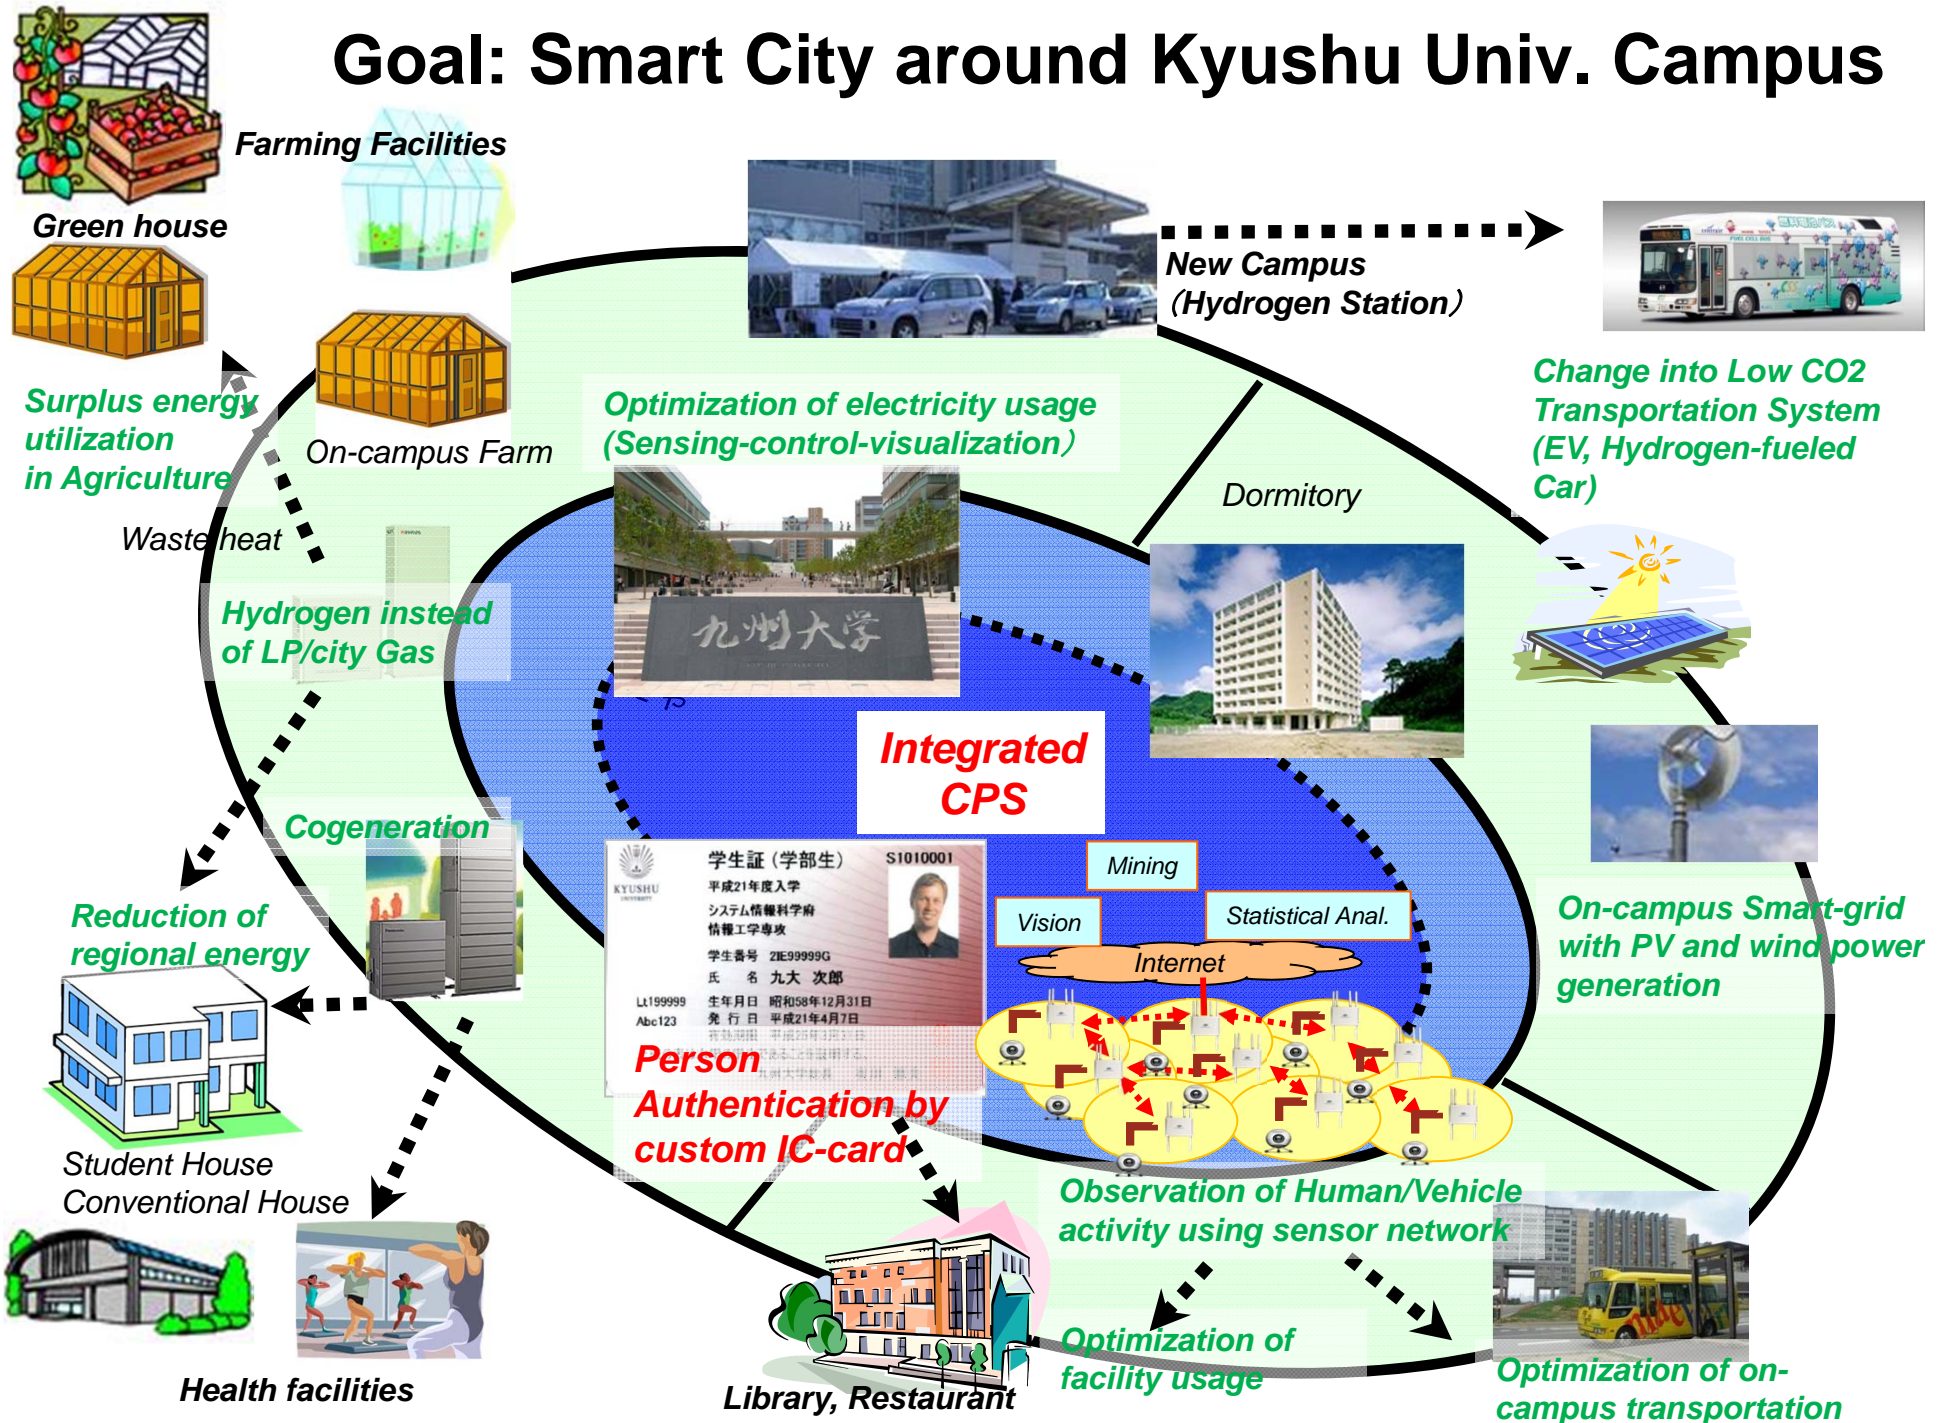 Goal: Smart City around Kyushu Univ. Campus
Farming Facilities
Green house
New Campus
（Hydrogen Station）
FUEL CELL BUS
Surplus energy
utilization
in Agriculture
On-campus Farm
Optimization of electricity usage
(Sensing-control-visualization）
Change into Low CO2
Transportation System
(EV, Hydrogen-fueled
Car)
Dormitory
Waste heat
Hydrogen instead
of LP/city Gas
九州大学
Integrated
CPS
Cogeneration
学生証（学部生） S1010001
KYUSHU
UNIVERSITY
平成21年度入学
システム情報科学府
情報工学専攻
学生番号 2IE99999G
氏 名 九大 次郎
Lt199999 生年月日 昭和58年12月31日
Abc123 発行日 平成21年4月7日
Person
Authentication by
custom IC-card
Mining
Vision
Statistical Anal.
Internet
On-campus Smart-grid
with PV and wind power
generation
Reduction of
regional energy
Student House
Conventional House
Observation of Human/Vehicle
activity using sensor network
Optimization of
facility usage
Optimization of on-
campus transportation
Health facilities
Library, Restaurant